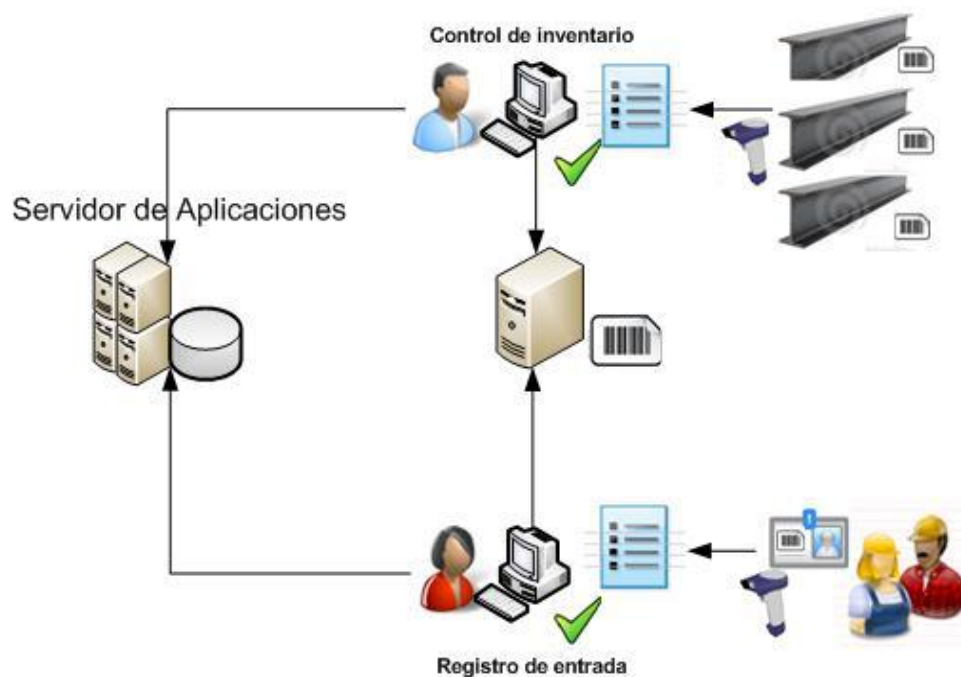 Control de inventario
Servidor de Aplicaciones
Registro de entrada